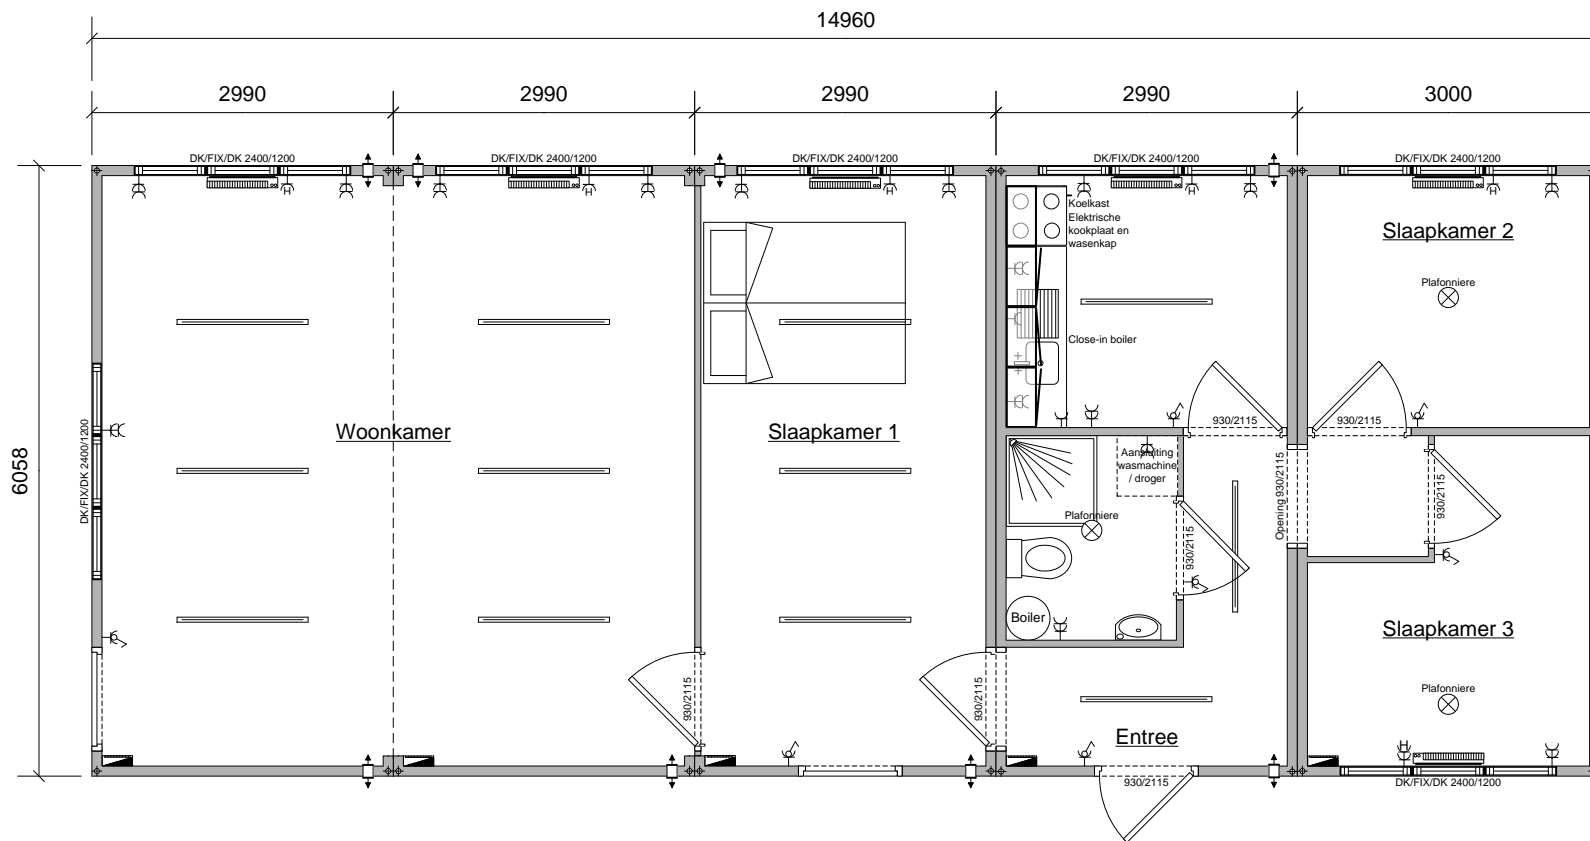 14960
2990
2990
2990
2990
3000
DK/FIX/DK 2400/1200
DK/FIX/DK 2400/1200
DK/FIX/DK 2400/1200
DK/FIX/DK 2400/1200
DK/FIX/DK 2400/1200
6058
DK/FIX/DK 2400/1200
Koelkast
Elektrische
kookplaat en
wasenkap
Close-in boiler
Slaapkamer 2
Plafonniere
Woonkamer
Slaapkamer 1
930/2115
930/2115
Aansluiting
wasmachine
/ droger
Plafonniere
930/2115
Opening 930/2115
930/2115
Boiler
Slaapkamer 3
Plafonniere
930/2115
930/2115
Entree
930/2115
DK/FIX/DK 2400/1200